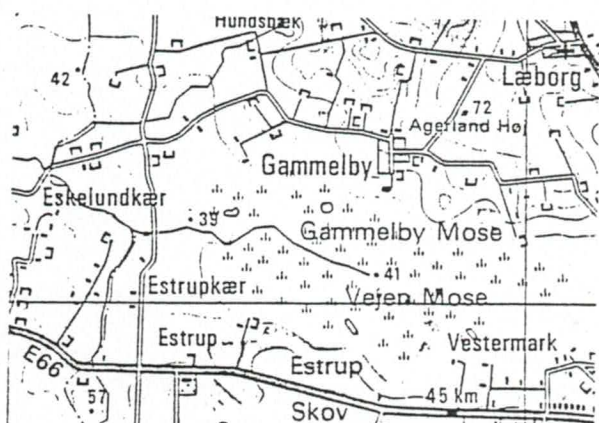 Hundsbæk
42
Læborg
72
Agerland Høj
Gammelby
Eskelundkær
39
Gammelby Mose
41
Estrupkær
Vejen Mose
Estrup
Vestermark
E66
Estrup
45 km
57
Skov